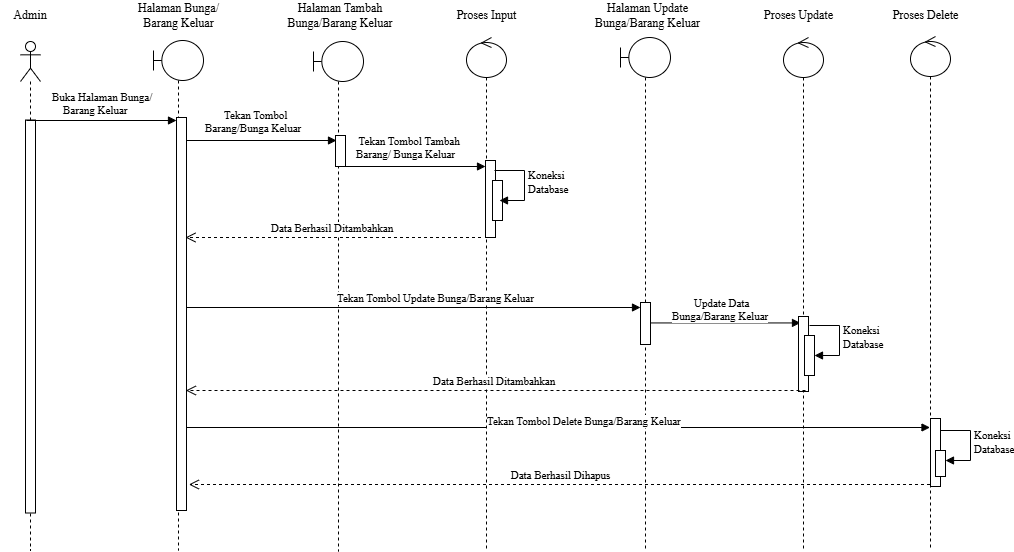 Admin
Halaman Bunga/
Barang Keluar
Halaman Tambah
Bunga/Barang Keluar
Proses Input
Halaman Update
Bunga/Barang Keluar
Proses Update
Proses Delete
Buka Halaman Bunga/
Barang Keluar
Tekan Tombol
Barang/Bunga Keluar
Tekan Tombol Tambah
Barang/ Bunga Keluar
Koneksi
Database
Data Berhasil Ditambahkan
Tekan Tombol Update Bunga/Barang Keluar
Update Data
Bunga/Barang Keluar
Koneksi
Database
Data Berhasil Ditambahkan
Tekan Tombol Delete Bunga/Barang Keluar
Koneksi
Database
Data Berhasil Dihapus